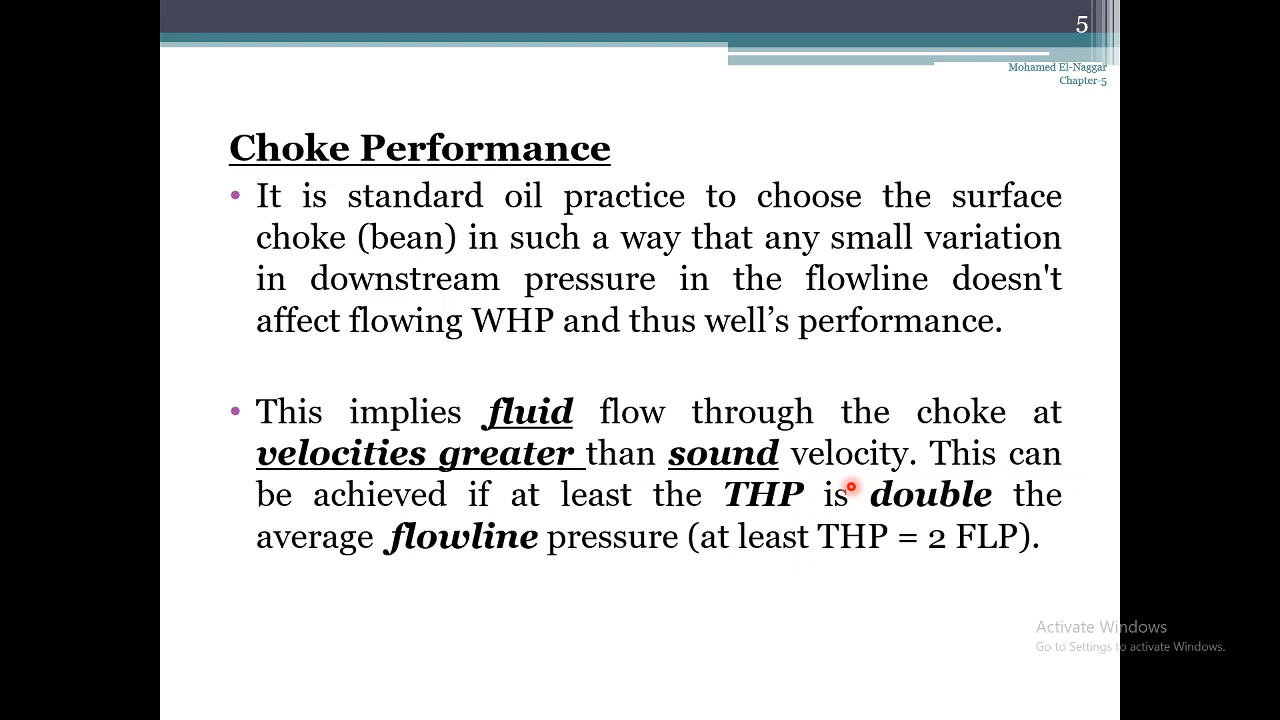 5
Mohamed El-Naggar
Chapter-5
Choke Performance
• It is standard oil practice to choose the surface
choke (bean) in such a way that any small variation
in downstream pressure in the flowline doesn't
affect flowing WHP and thus well’s performance.
• This implies fluid flow through the choke at
velocities greater than sound velocity. This can
be achieved if at least the THP is double the
average flowline pressure (at least THP = 2 FLP).
Activate Windows
Go to Settings to activate Windows.